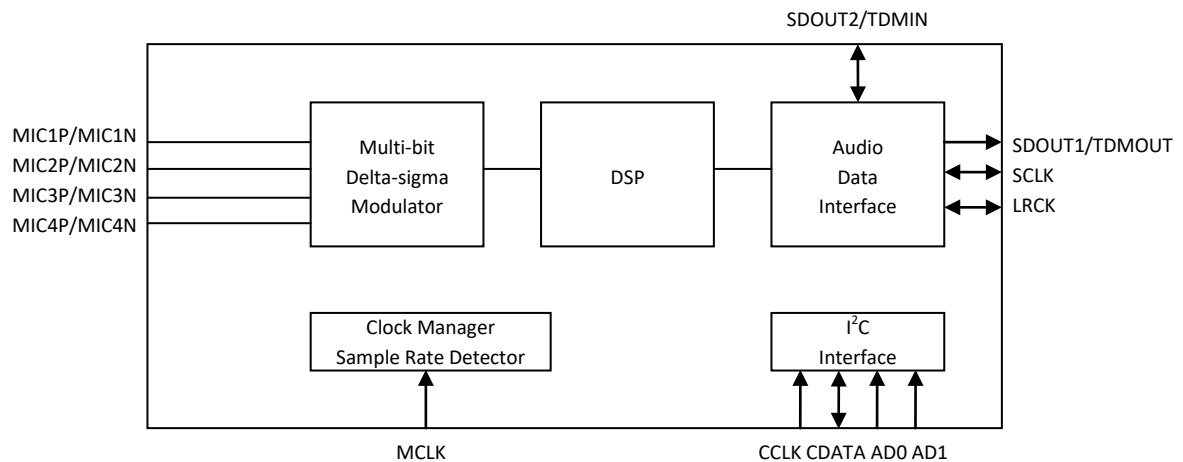 SDOUT2/TDMIN
MIC1P/MIC1N
MIC2P/MIC2N
MIC3P/MIC3N
MIC4P/MIC4N
Multi-bit
Delta-sigma
Modulator
DSP
Audio
Data
Interface
SDOUT1/TDMOUT
SCLK
LRCK
Clock Manager
Sample Rate Detector
I²C
Interface
MCLK
CCLK CDATA AD0 AD1